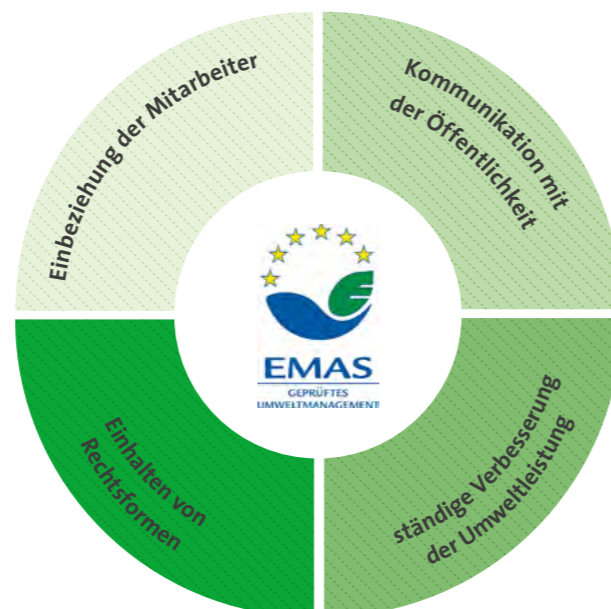 Einbeziehung der Mitarbeiter
Kommunikation mit
der Öffentlichkeit
EMAS
GEPRÜFTES
UMWELTMANAGEMENT
Einhalten von
Rechtsformen
ständige Verbesserung
der Umweltleistung